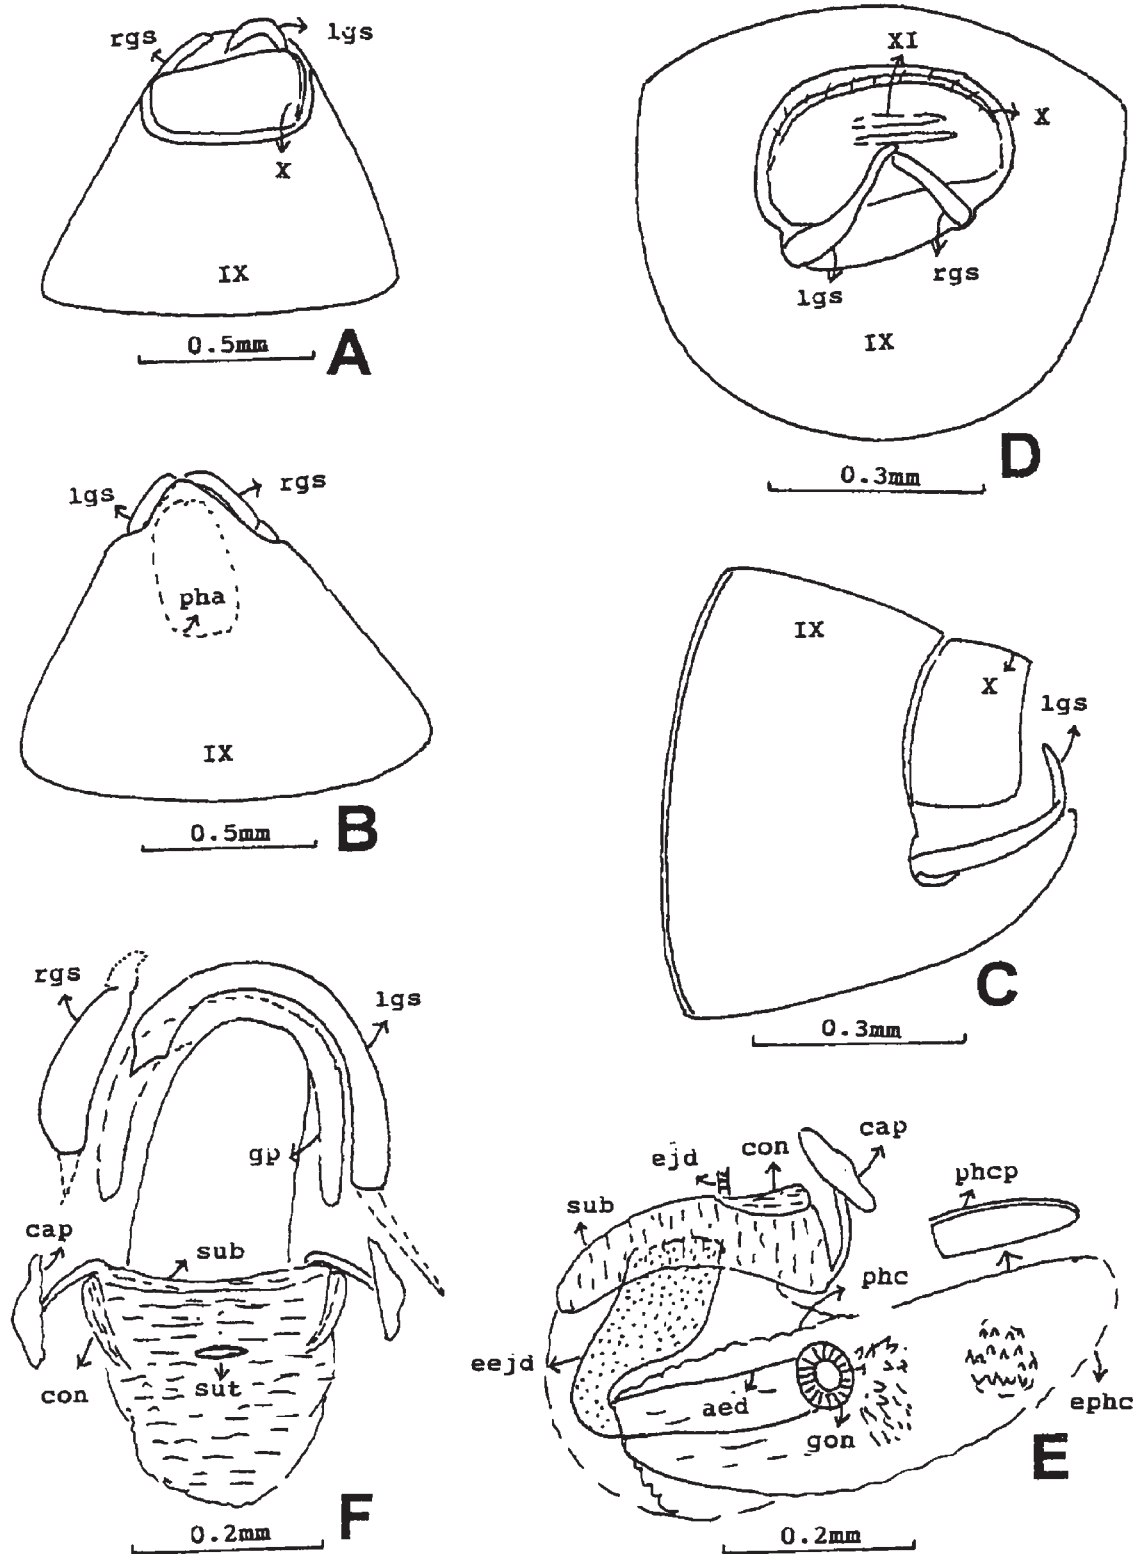 rgs
lgs
X
IX
0.5mm
A
XI
X
lgs
rgs
IX
0.3mm
D
lgs
rgs
pha
IX
0.5mm
B
IX
X
lgs
0.3mm
C
rgs
lgs
gp
cap
sub
con
sut
0.2mm
F
ejd
con
cap
sub
phcp
phc
eejd
aed
gon
ephc
0.2mm
E